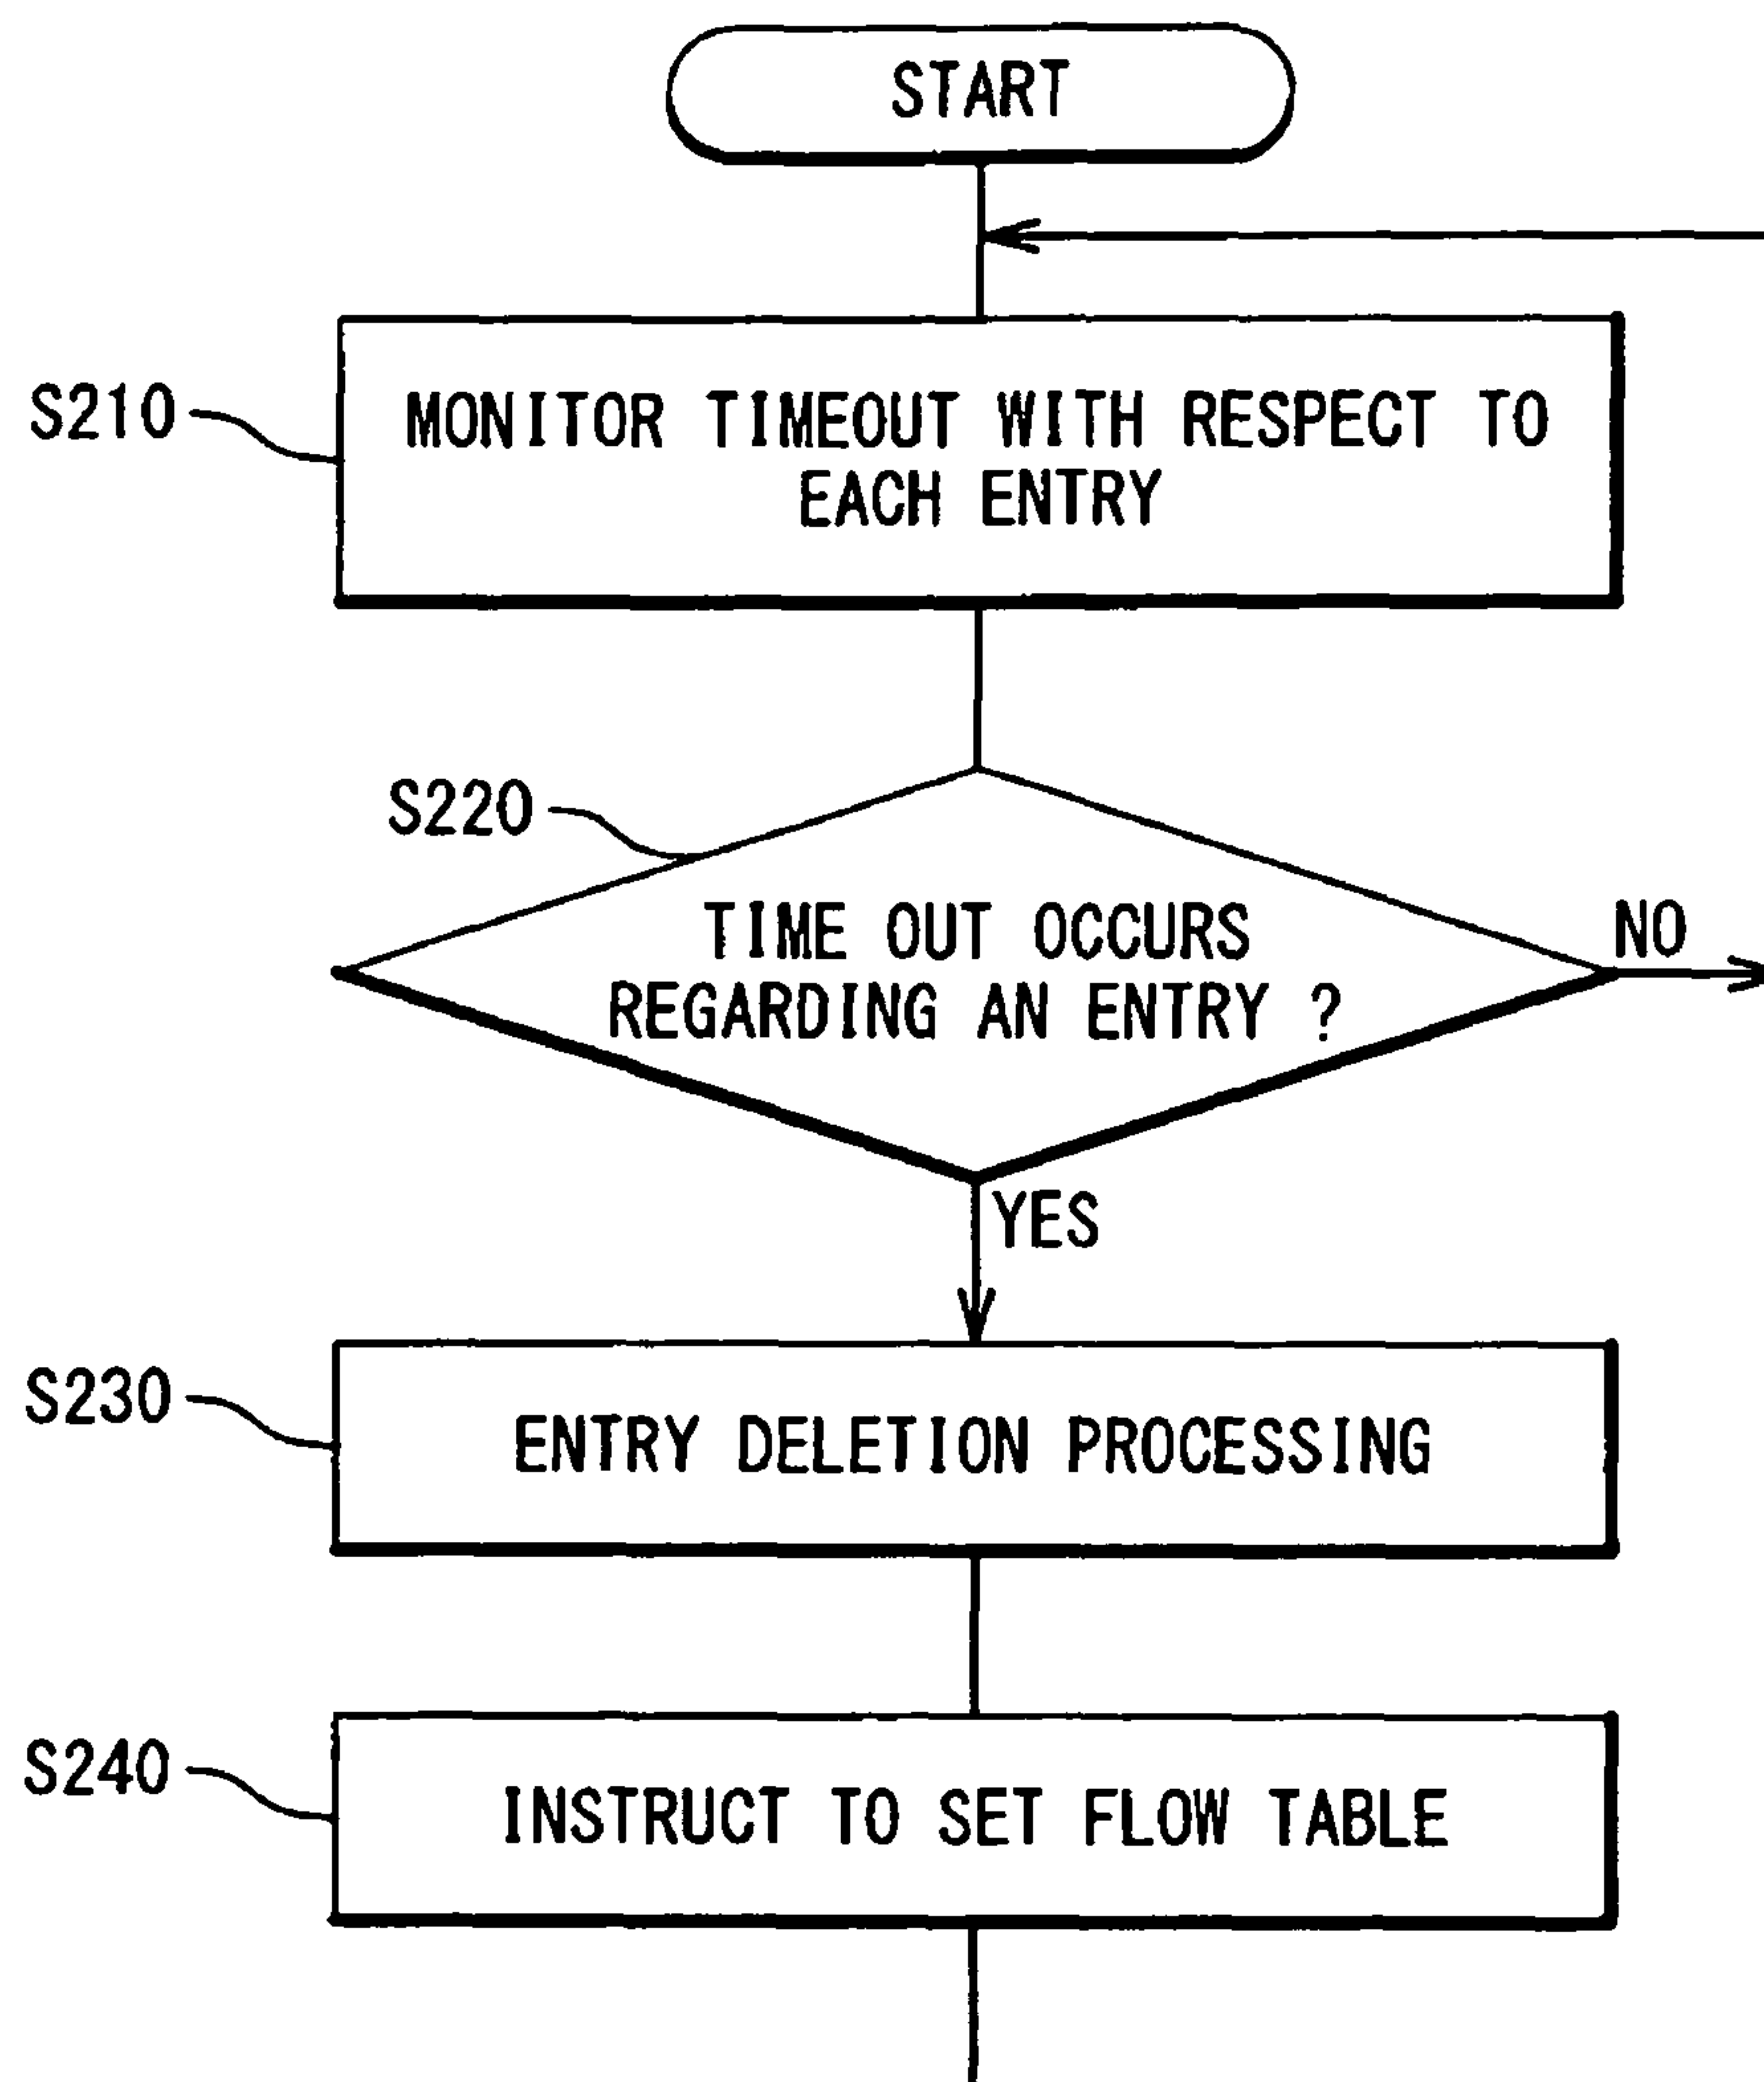 START
S210
MONITOR TIMEOUT WITH RESPECT TO
EACH ENTRY
S220
TIME OUT OCCURS
REGARDING AN ENTRY ?
NO
YES
S230
ENTRY DELETION PROCESSING
S240
INSTRUCT TO SET FLOW TABLE